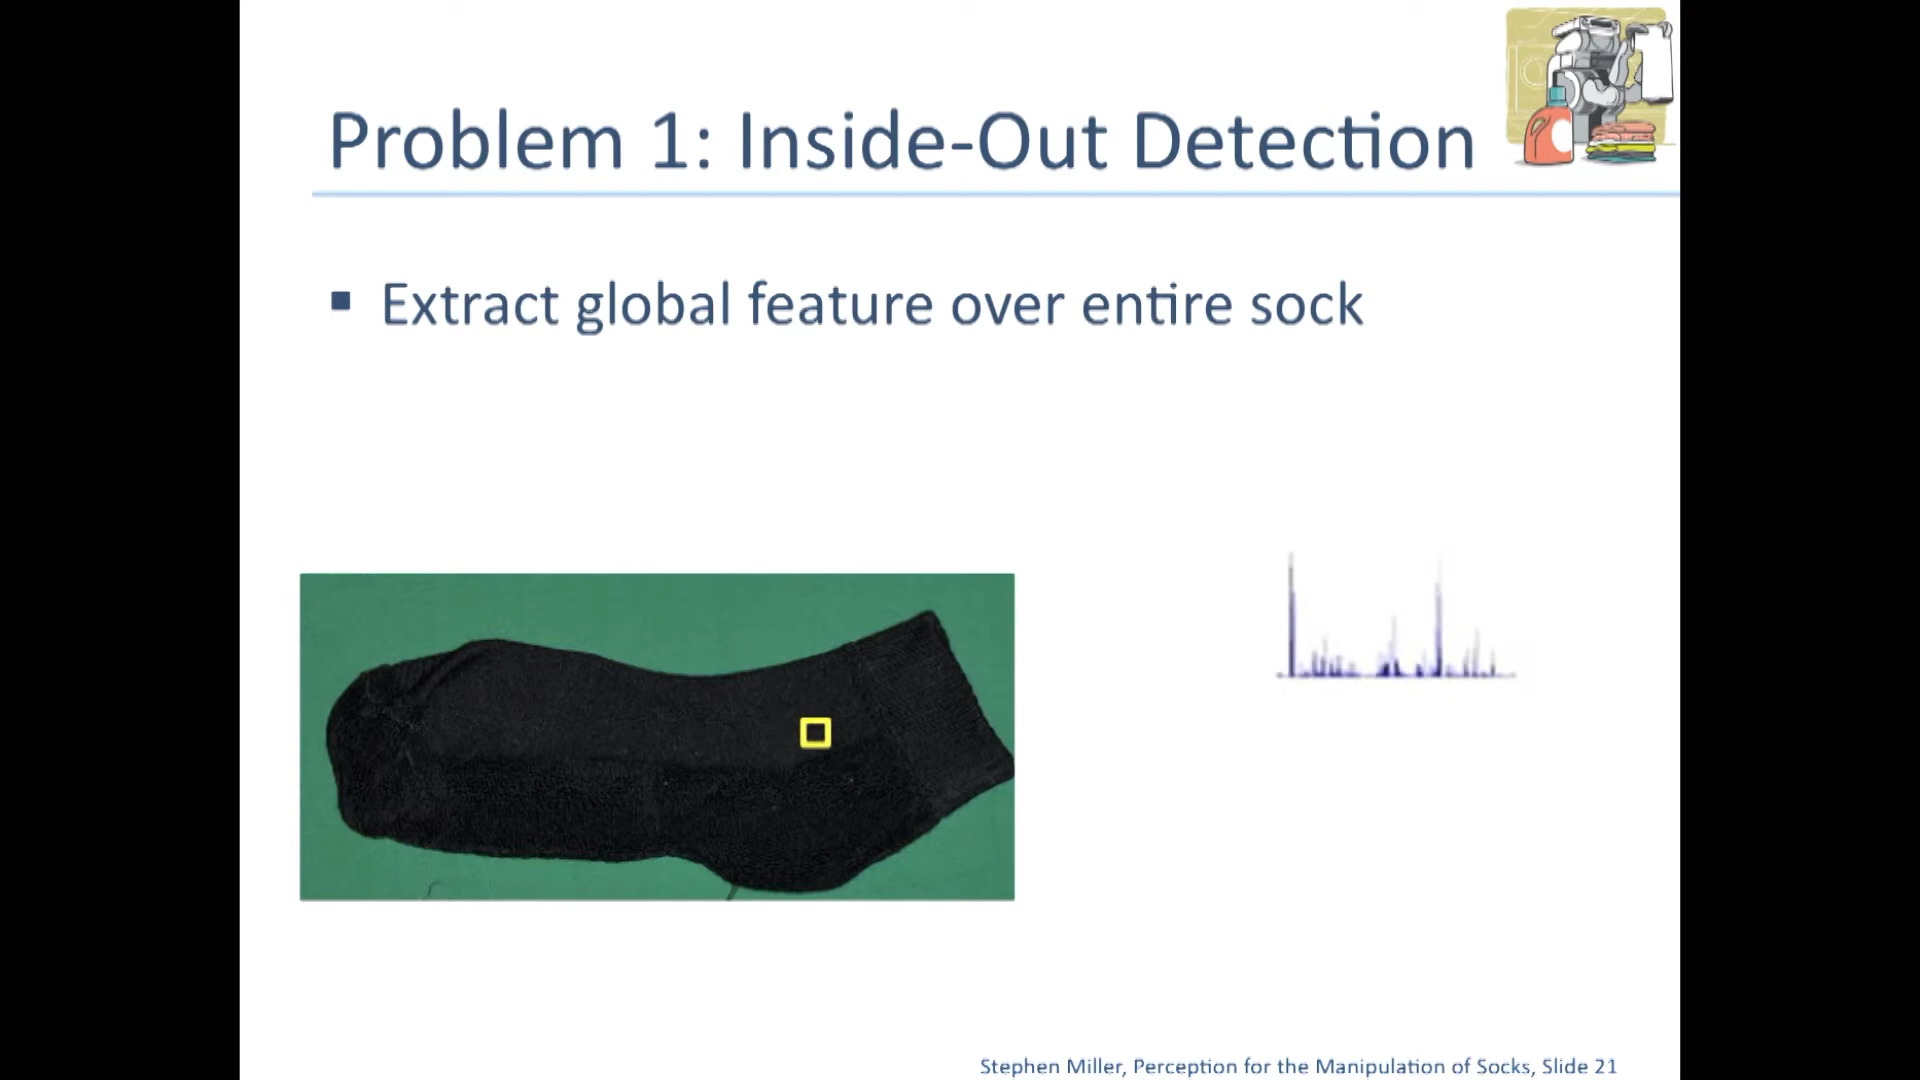 Problem 1: Inside-Out Detection
▪ Extract global feature over entire sock
Stephen Miller, Perception for the Manipulation of Socks, Slide 21